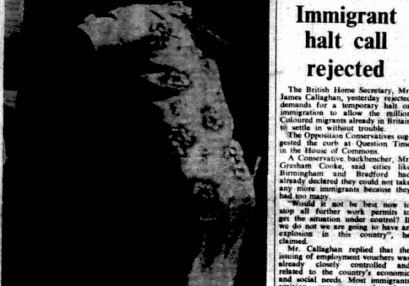 Immigrant
halt call
rejected
The British Home Secretary, Mr
James Callaghan, yesterday rejected
demands for a temporary halt on
immigration to allow the million
Coloured migrants already in Britain
to settle in without trouble.
The Opposition Conservatives sug-
gested the curb at Question Time
in the House of Commons.
A Conservative backbencher, Mr
Gresham Cooke, said cities like
Birmingham and Bradford had
already declared they could not take
any more immigrants because they
had too many.
"Would it not be best now to
stop all further work permits to
get the situation under control? If
we do not we are going to have an
explosion in this country", he
claimed.
Mr. Callaghan replied that the
issuing of employment vouchers was
already closely controlled and
related to the country's economic
and social needs. Most immigrants